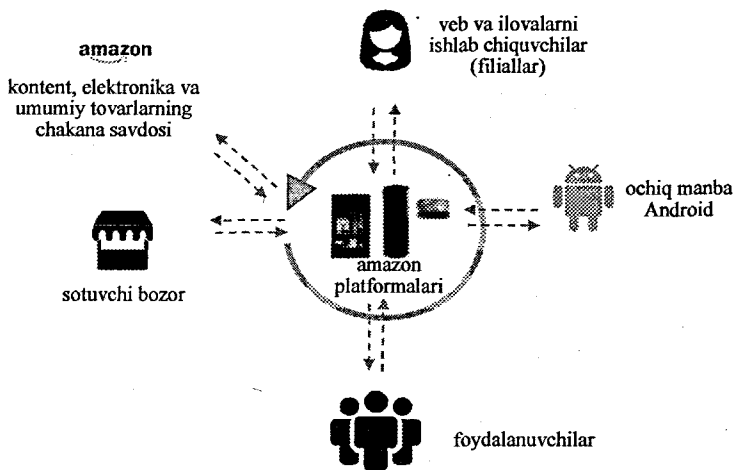 amazon
kontent, elektronika va
umumiy tovarlarning
chakana savdosi
veb va ilovalarni
ishlab chiquvchilar
(filiallar)
ochiq manba
Android
sotuvchi bozor
amazon
platformalari
foydalanuvchilar